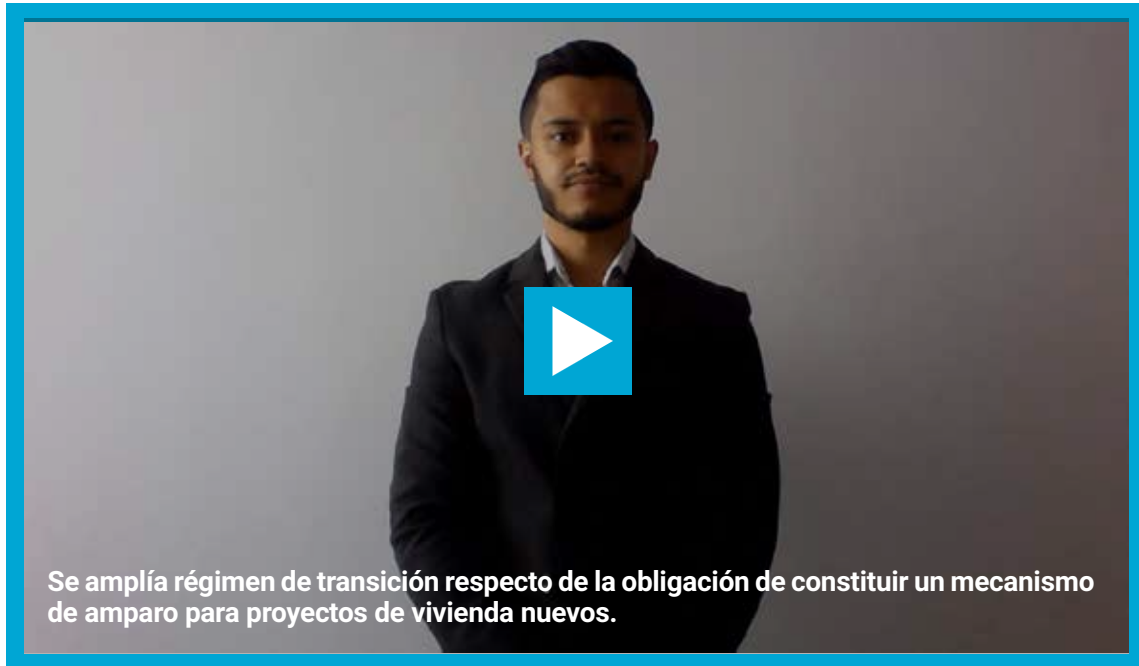 Se amplía régimen de transición respecto de la obligación de constituir un mecanismo
de amparo para proyectos de vivienda nuevos.